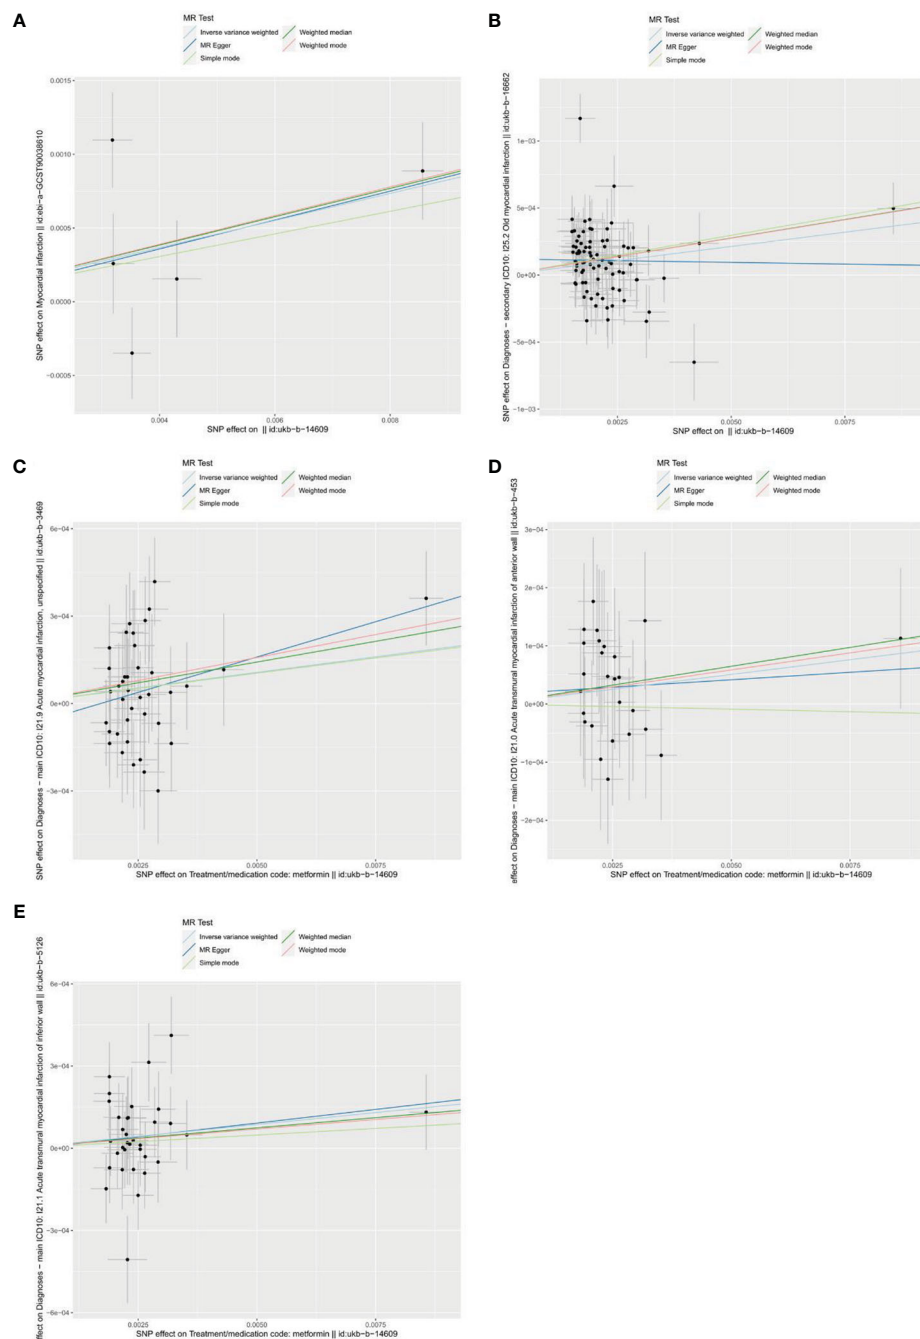 A
MR Test
Inverse variance weighted
Weighted median
MR Egger
Weighted mode
Simple mode
SNP effect on Myocardial infarction || id:ebi-a-GCST90038610
0.0015
0.0010
0.0005
0.0000
−0.0005
0.004
0.006
0.008
SNP effect on || id:ukb-b-14609
B
MR Test
Inverse variance weighted
Weighted median
MR Egger
Weighted mode
Simple mode
SNP effect on Diagnoses − secondary ICD10: I25.2 Old myocardial infarction || id:ukb-b-16662
1e−03
5e−04
0e+00
−5e−04
−1e−03
0.0025
0.0050
0.0075
SNP effect on || id:ukb-b-14609
C
MR Test
Inverse variance weighted
Weighted median
MR Egger
Weighted mode
Simple mode
SNP effect on Diagnoses − main ICD10: I21.9 Acute myocardial infarction, unspecified || id:ukb-b-3469
6e−04
3e−04
0e+00
−3e−04
0.0025
0.0050
0.0075
SNP effect on Treatment/medication code: metformin || id:ukb-b-14609
D
MR Test
Inverse variance weighted
Weighted median
MR Egger
Weighted mode
Simple mode
effect on Diagnoses − main ICD10: I21.0 Acute transmural myocardial infarction of anterior wall || id:ukb-b-453
3e−04
2e−04
1e−04
0e+00
−1e−04
−2e−04
0.0025
0.0050
0.0075
SNP effect on Treatment/medication code: metformin || id:ukb-b-14609
E
MR Test
Inverse variance weighted
Weighted median
MR Egger
Weighted mode
Simple mode
ffect on Diagnoses − main ICD10: I21.1 Acute transmural myocardial infarction of inferior wall || id:ukb-b-5126
6e−04
3e−04
0e+00
−3e−04
−6e−04
0.0025
0.0050
0.0075
SNP effect on Treatment/medication code: metformin || id:ukb-b-14609